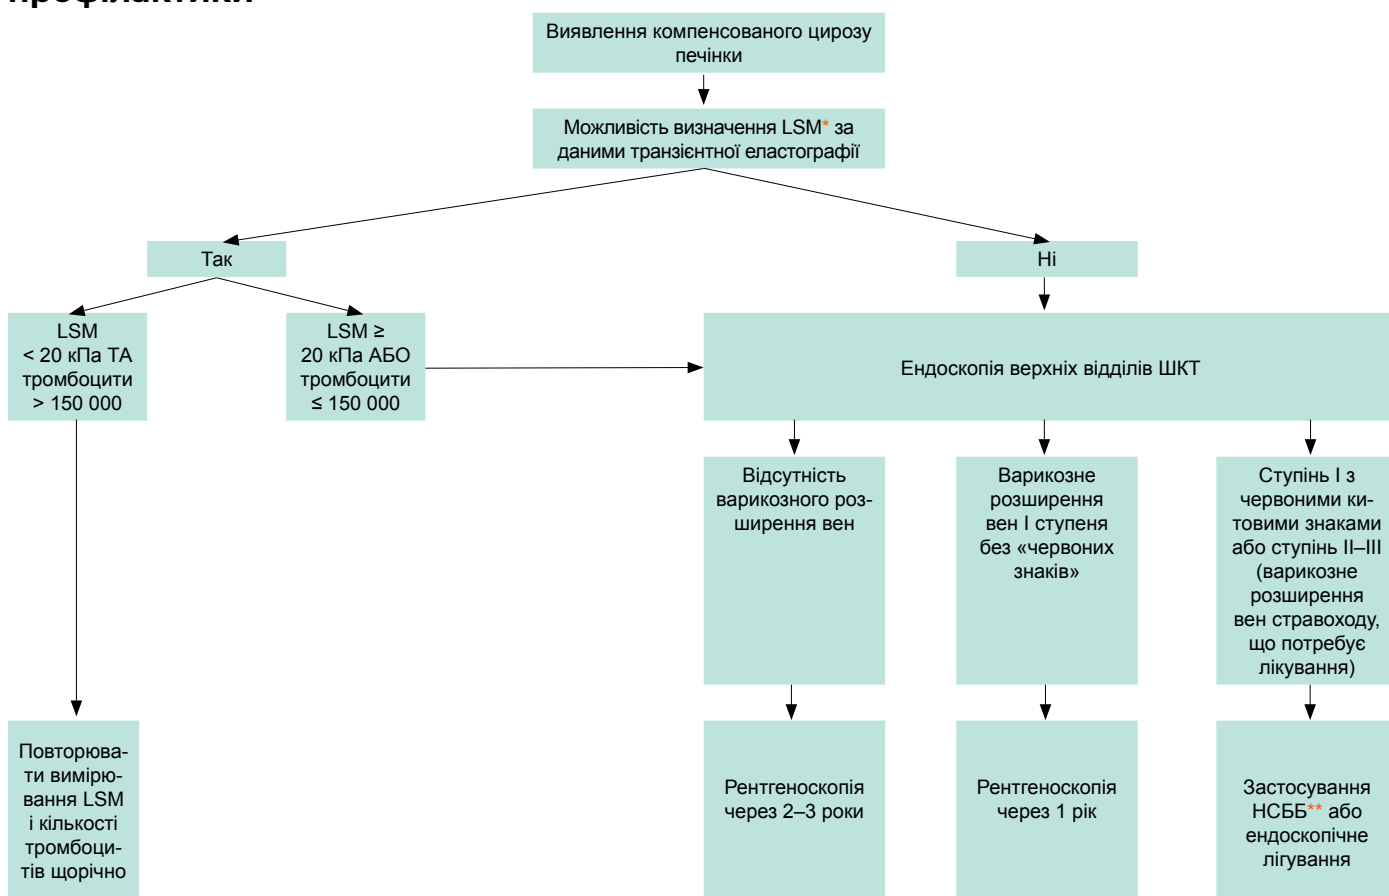 профілактики
Виявлення компенсованого цирозу
печінки
Можливість визначення LSM* за
даними транзієнтної еластографії
Так
Ні
LSM
< 20 кПа ТА
тромбоцити
> 150 000
LSM ≥
20 кПа АБО
тромбоцити
≤ 150 000
Ендоскопія верхніх відділів ШКТ
Відсутність
варикозного роз-
ширення вен
Варикозне
розширення
вен I ступеня
без «червоних
знаків»
Ступінь I з
червоними ки-
товими знаками
або ступінь II–III
(варикозне
розширення
вен стравоходу,
що потребує
лікування)
Повторюва-
ти вимірю-
вання LSM
і кількості
тромбоци-
тів щорічно
Рентгеноскопія
через 2–3 роки
Рентгеноскопія
через 1 рік
Застосування
НСББ** або
ендоскопічне
лігування